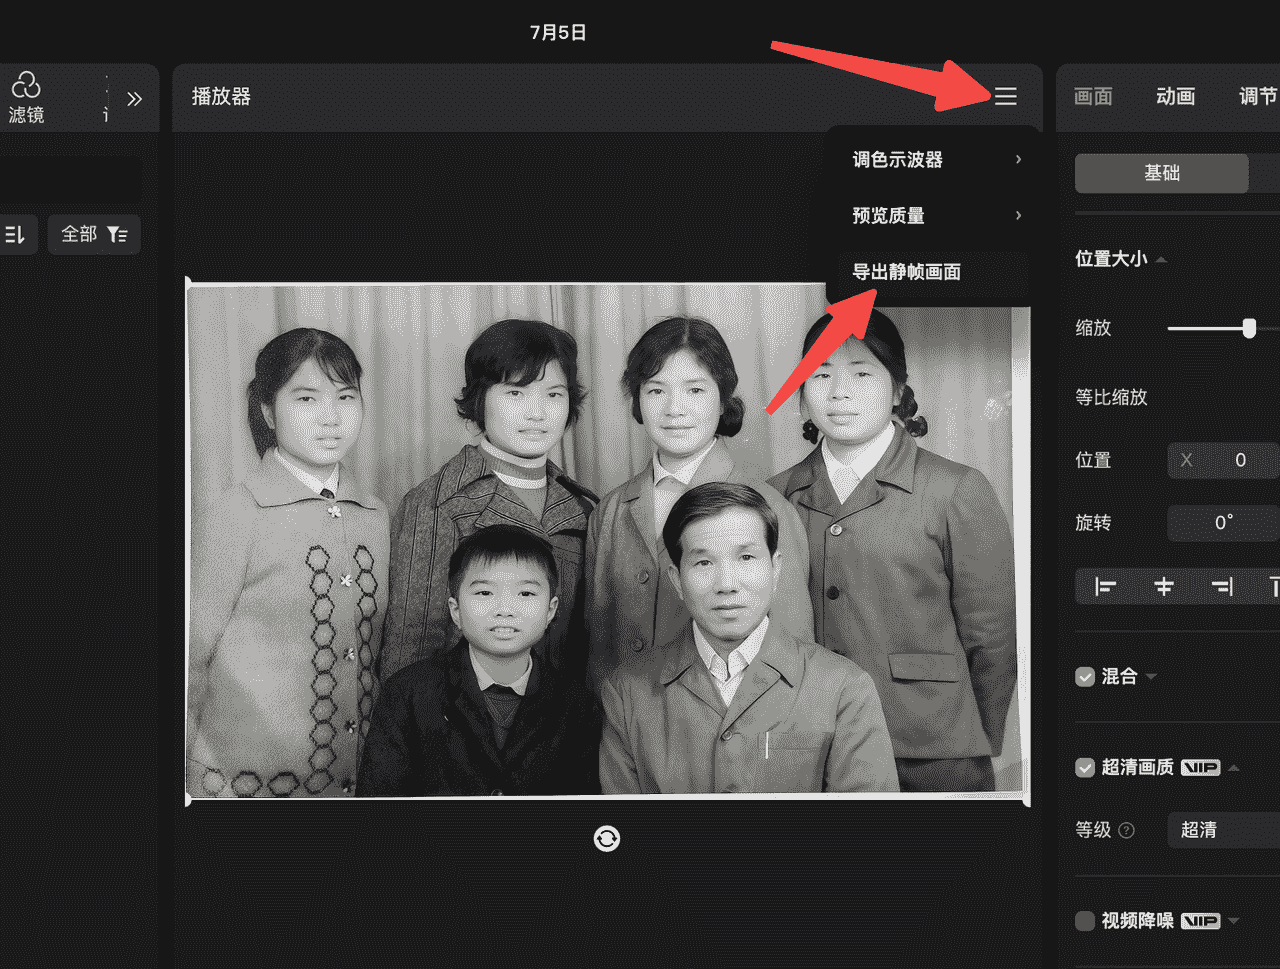 7月5日
滤镜
播放器
画面
动画
调节
调色示波器
预览质量
导出静帧画面
全部
基础
位置大小
缩放
等比缩放
位置
X 0
旋转
0°
混合
超清画质 VIP
等级 ?
超清
视频降噪 VIP